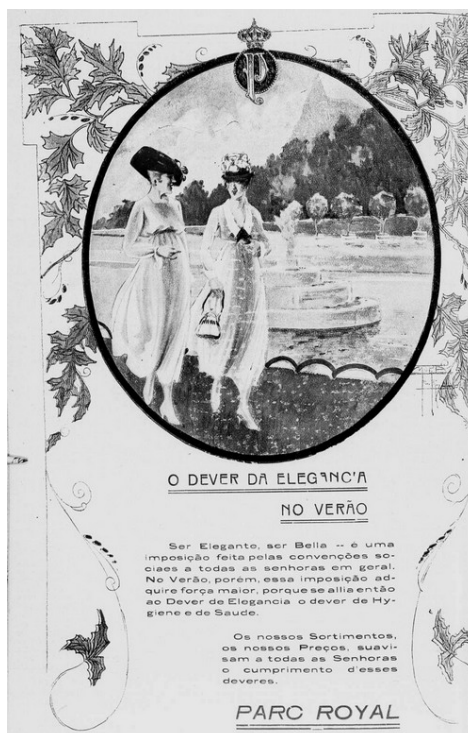 O DEVER DA ELEGANC'A
NO VERÃO
Ser Elegante, ser Bella -- é uma
imposição feita pelas convenções so-
ciaes a todas as senhoras em geral.
No Verão, porém, essa imposição ad-
quire força maior, porque se allia então
ao Dever de Elegancia o dever de Hy-
giene e de Saude.
Os nossos Sortimentos,
os nossos Preços, suavi-
sam a todas as Senhoras
o cumprimento d'esses
deveres.
PARC ROYAL